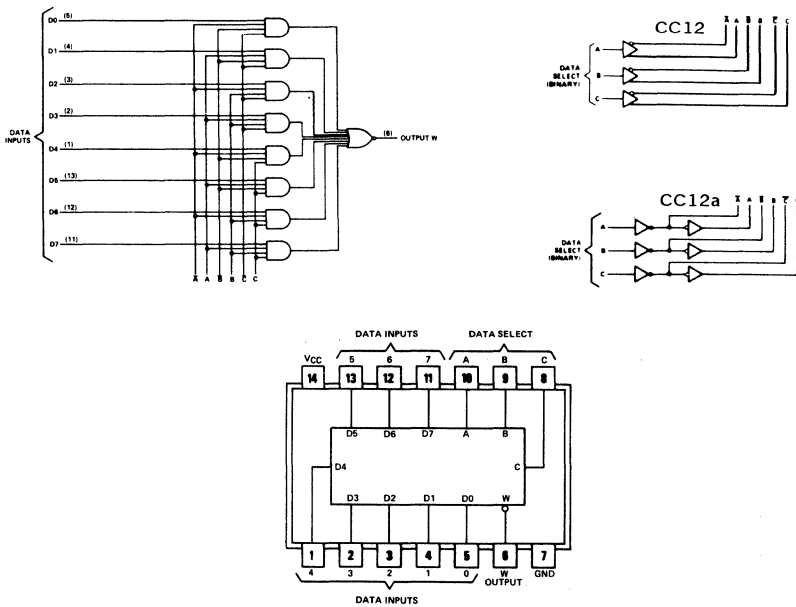 D0 (5)
D1 (4)
D2 (3)
D3 (2)
DATA
INPUTS
D4 (1)
D5 (13)
D6 (12)
D7 (11)
(6) OUTPUT W
A A B B C C
CC12
A A B B C C
A
DATA
SELECT
(BINARY)
B
C
CC12a
A A B B C
A
DATA
SELECT
(BINARY)
B
C
DATA INPUTS DATA SELECT
VCC 5 6 7 A B C
14 13 12 11 10 9 8
D5 D6 D7 A B
D4 C
D3 D2 D1 D0 W
1 2 3 4 5 6 7
4 3 2 1 0 W GND
OUTPUT
DATA INPUTS